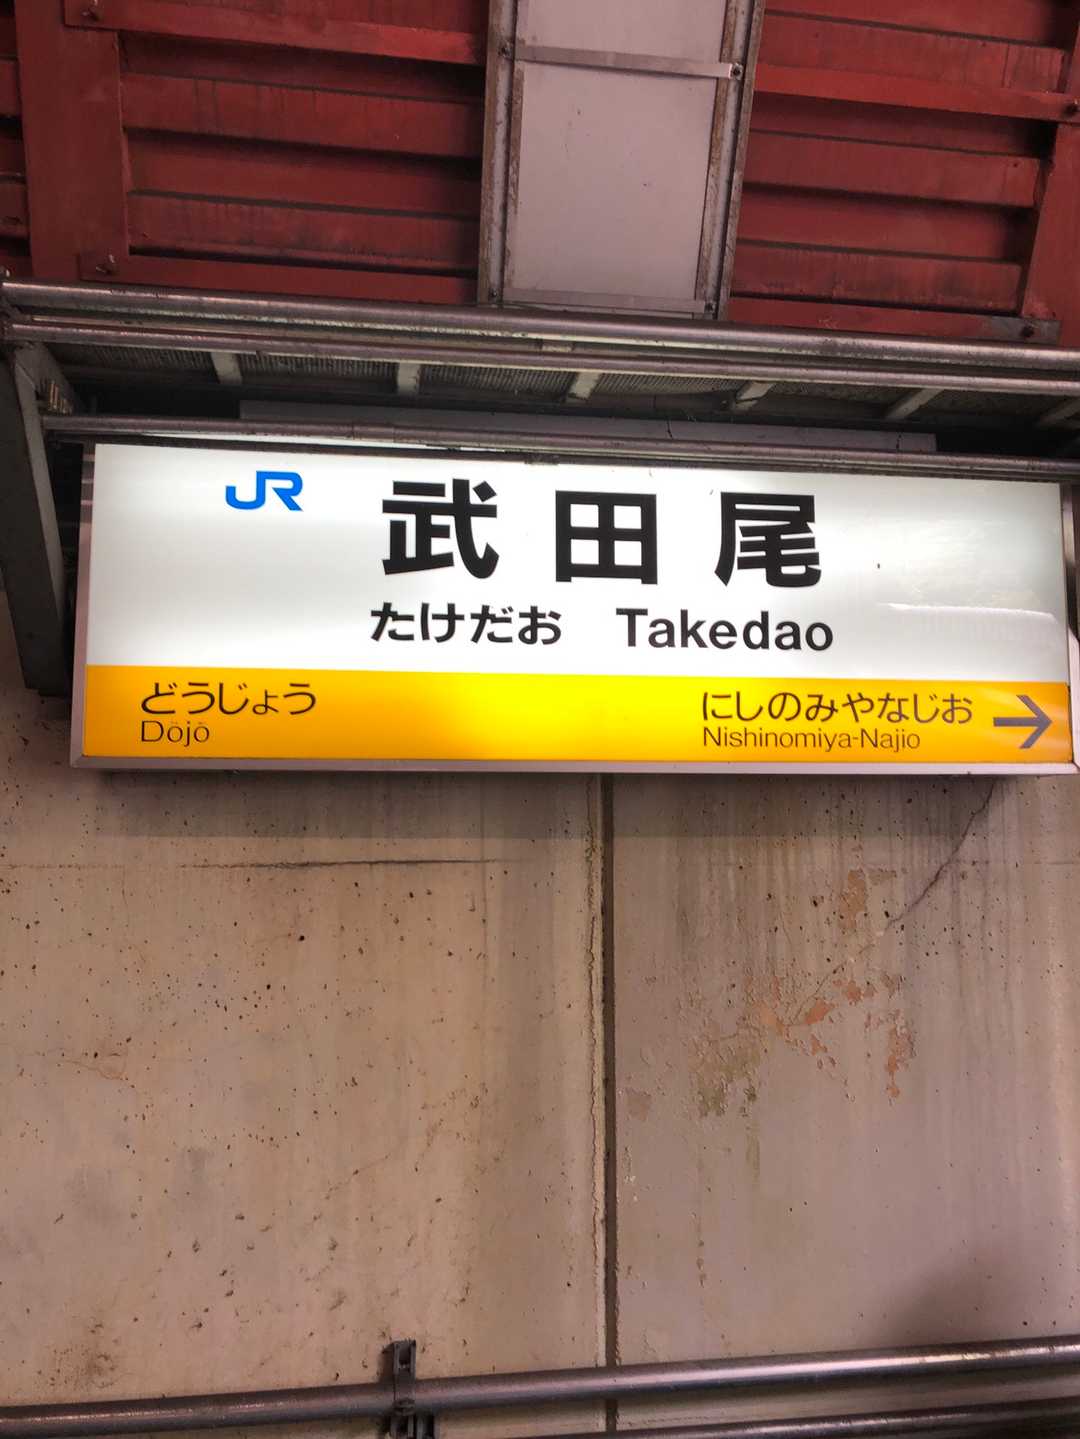 JR 武田尾
たけだお Takedao
どうじょう
Dōjō
にしのみやなじお →
Nishinomiya-Najio